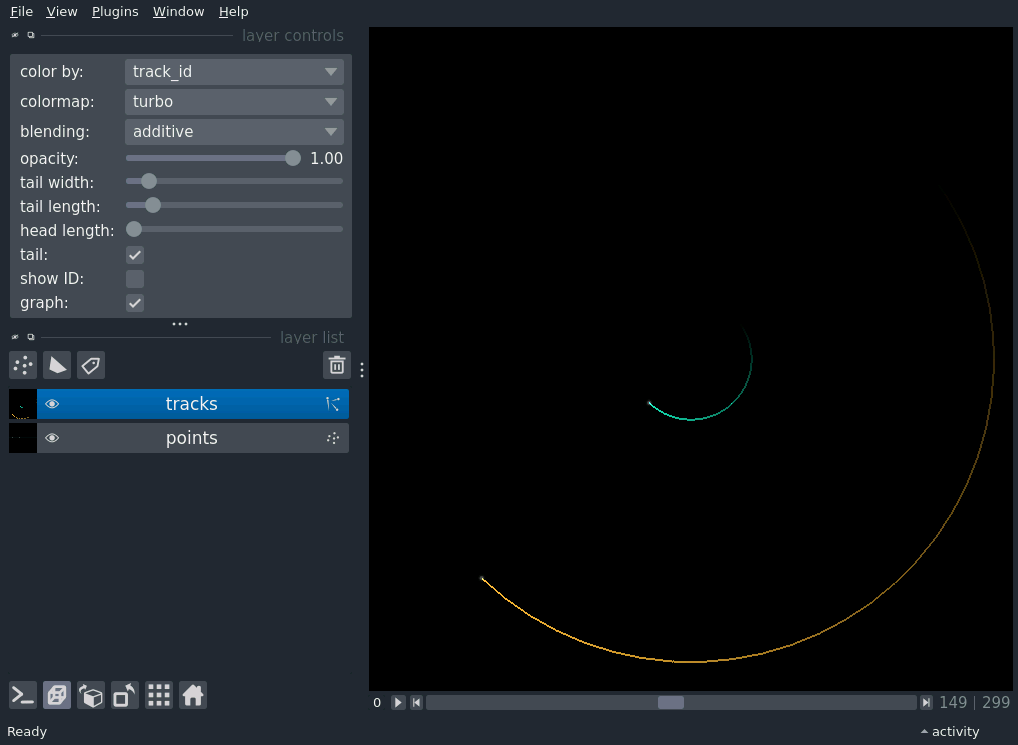 File View Plugins Window Help
layer controls
color by: track_id
colormap: turbo
blending: additive
opacity: 1.00
tail width:
tail length:
head length:
tail:
show ID:
graph:
layer list
tracks
points
0 149 | 299
Ready activity